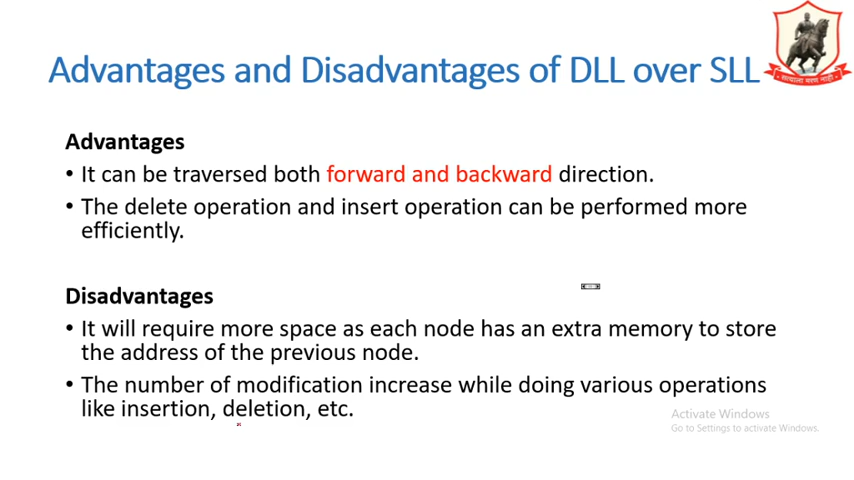 Advantages and Disadvantages of DLL over SLL
Advantages
• It can be traversed both forward and backward direction.
• The delete operation and insert operation can be performed more
efficiently.
Disadvantages
• It will require more space as each node has an extra memory to store
the address of the previous node.
• The number of modification increase while doing various operations
like insertion, deletion, etc.
Activate Windows
Go to Settings to activate Windows.